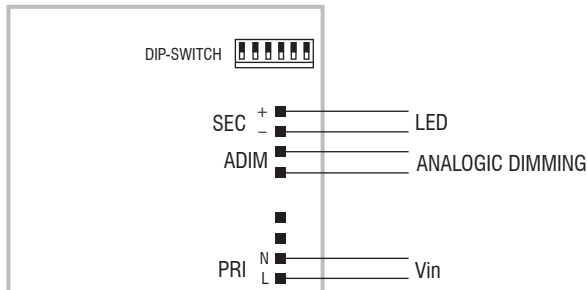 DIP-SWITCH
SEC + − LED
ADIM ANALOGIC DIMMING
PRI N L Vin